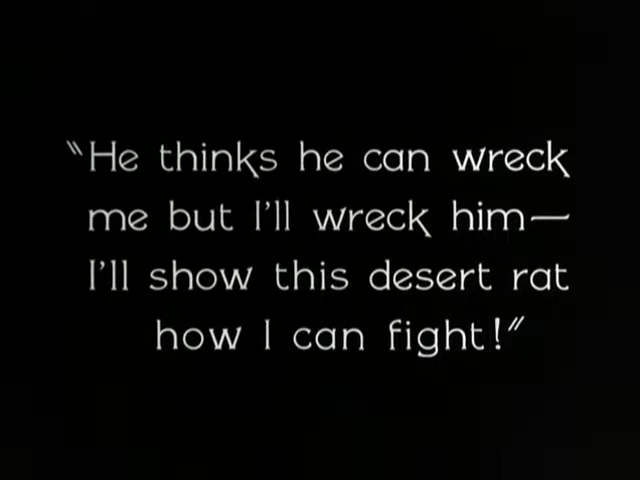 "He thinks he can wreck
me but I'll wreck him—
I'll show this desert rat
how I can fight!"